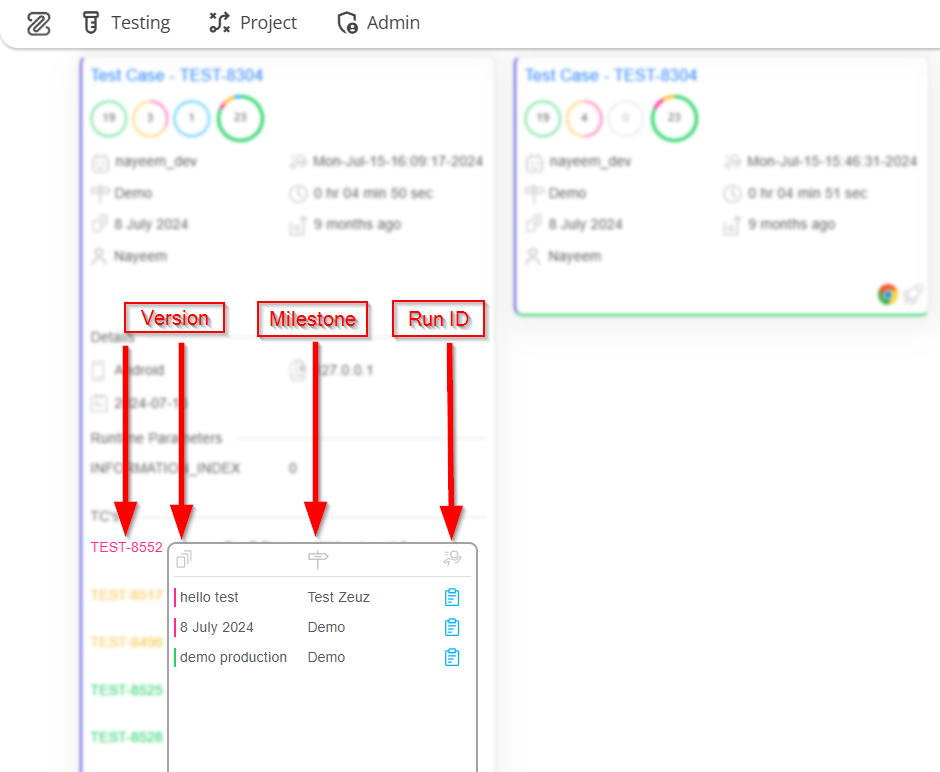 Testing Project Admin
Test Case - TEST-8304
19 3 1 23
nayeem_dev Mon-Jul-15-16:09:17-2024
Demo 0 hr 04 min 50 sec
8 July 2024 9 months ago
Nayeem
Test Case - TEST-8304
19 4 0 23
nayeem_dev Mon-Jul-15-15:46:31-2024
Demo 0 hr 04 min 51 sec
8 July 2024 9 months ago
Nayeem
Version Milestone Run ID
Details
Android 127.0.0.1
Runtime Parameters
INFORMATION_INDEX 0
TC's
TEST-8552
TEST-8517
TEST-8498
TEST-8525
TEST-8528
hello test Test Zeuz
8 July 2024 Demo
demo production Demo